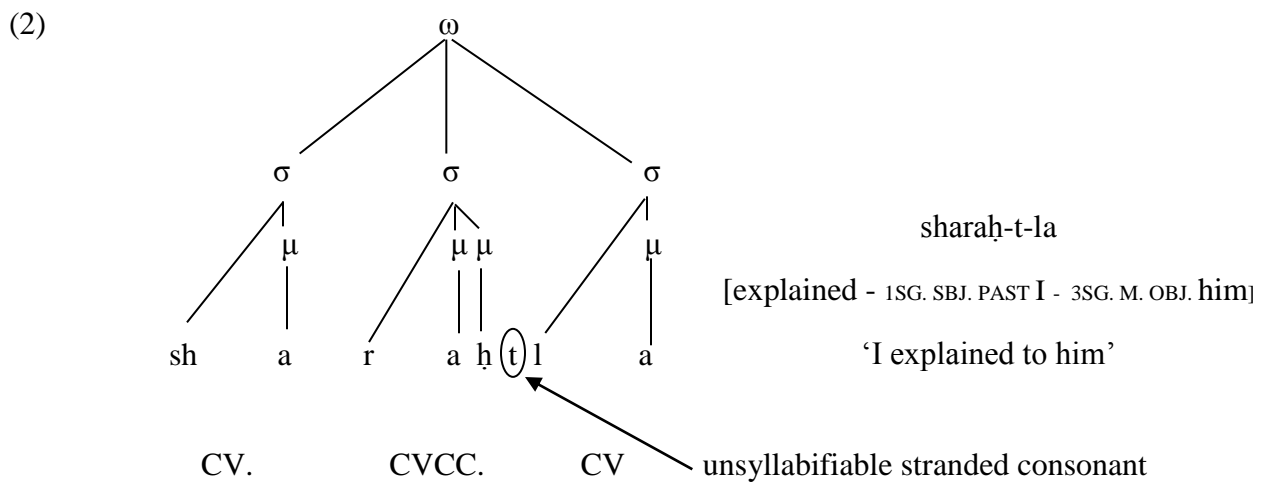 (2)
ω
σ σ σ
μ μ μ μ
sharaḥ-t-la
[explained - 1SG. SBJ. PAST I - 3SG. M. OBJ. him]
sh a r a ḥ t l a ‘I explained to him’
CV. CVCC. CV unsyllabifiable stranded consonant